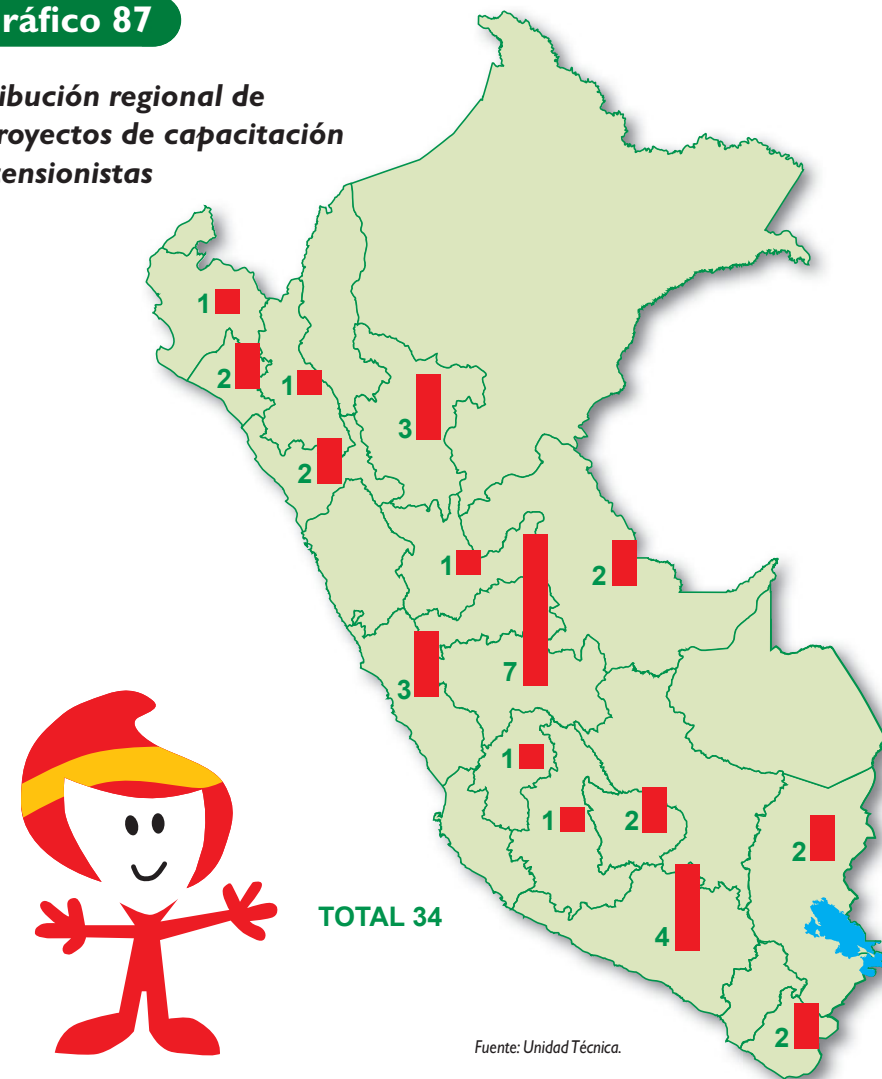 ráfico 87
ibución regional de
royectos de capacitación
ensionistas
1
2
1
3
2
1
2
7
3
1
1
2
2
4
2
TOTAL 34
Fuente: Unidad Técnica.